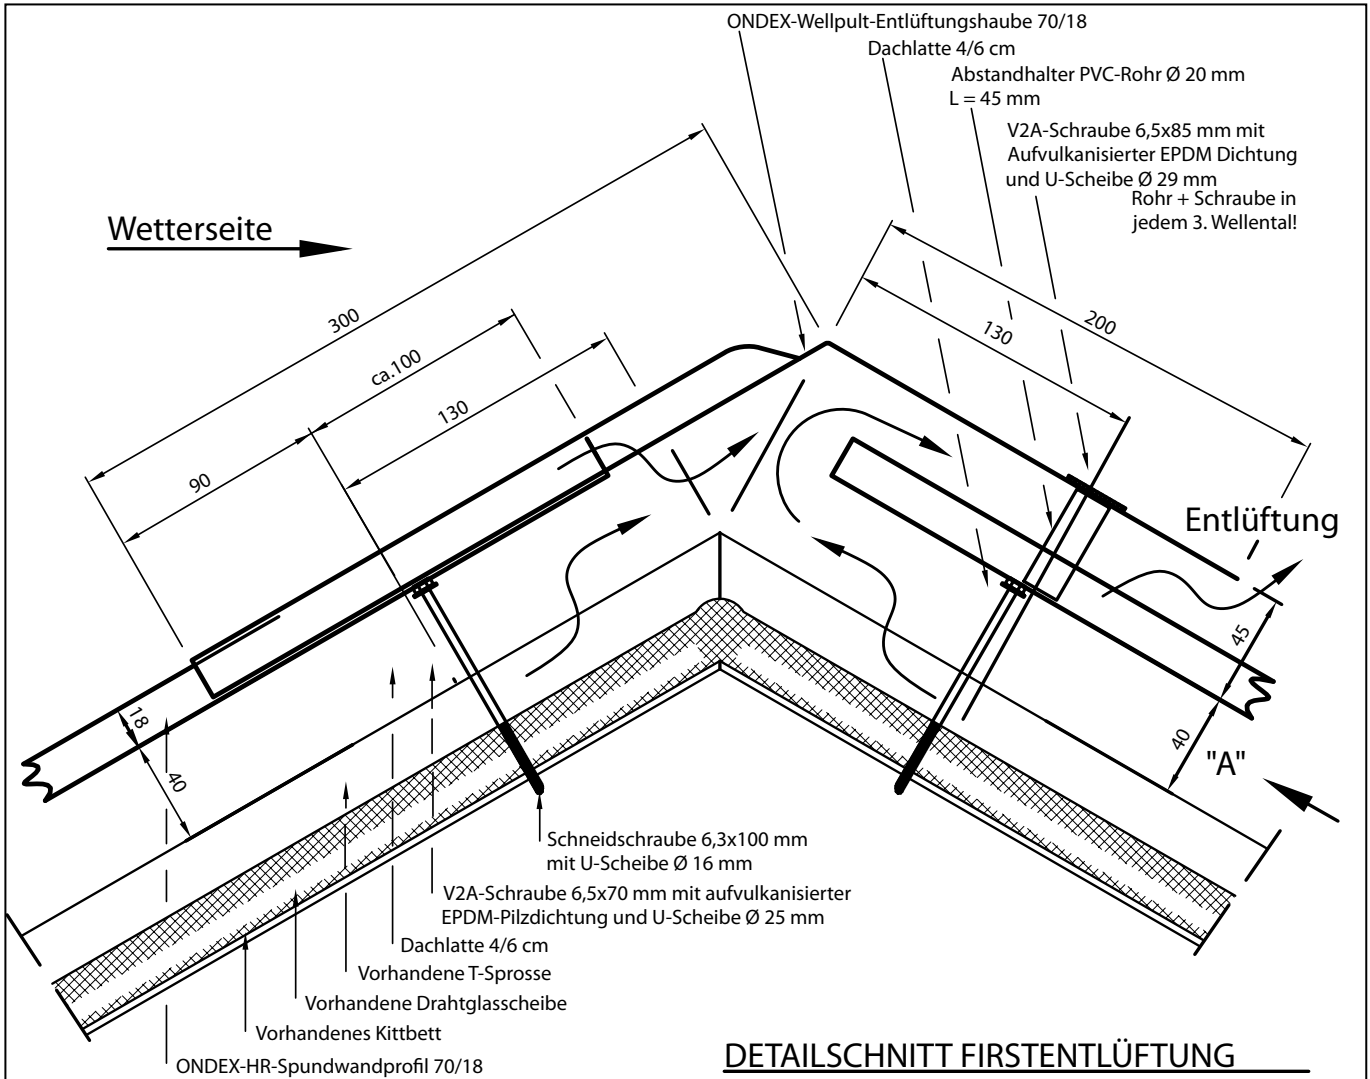 ONDEX-Wellpult-Entlüftungshaube 70/18
Dachlatte 4/6 cm
Abstandhalter PVC-Rohr Ø 20 mm
L = 45 mm
V2A-Schraube 6,5x85 mm mit
Aufvulkanisierter EPDM Dichtung
und U-Scheibe Ø 29 mm
Rohr + Schraube in
jedem 3. Wellental!
Wetterseite
300
ca.100
130
90
200
130
Entlüftung
45
40
"A"
18
40
Schneidschraube 6,3x100 mm
mit U-Scheibe Ø 16 mm
V2A-Schraube 6,5x70 mm mit aufvulkanisierter
EPDM-Pilzdichtung und U-Scheibe Ø 25 mm
Dachlatte 4/6 cm
Vorhandene T-Sprosse
Vorhandene Drahtglasscheibe
Vorhandenes Kittbett
ONDEX-HR-Spundwandprofil 70/18
DETAILSCHNITT FIRSTENTLÜFTUNG